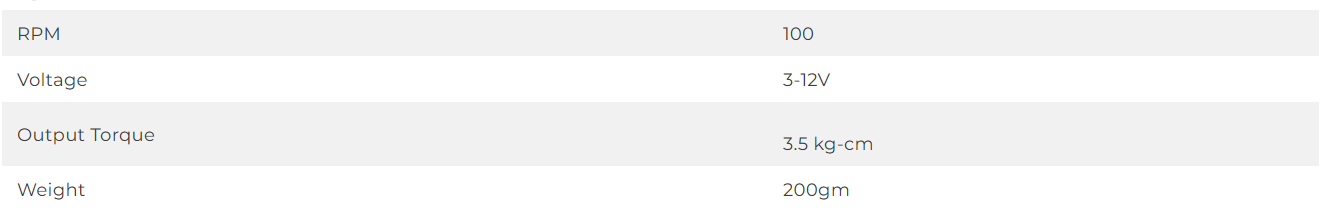 RPM 100
Voltage 3-12V
Output Torque 3.5 kg-cm
Weight 200gm